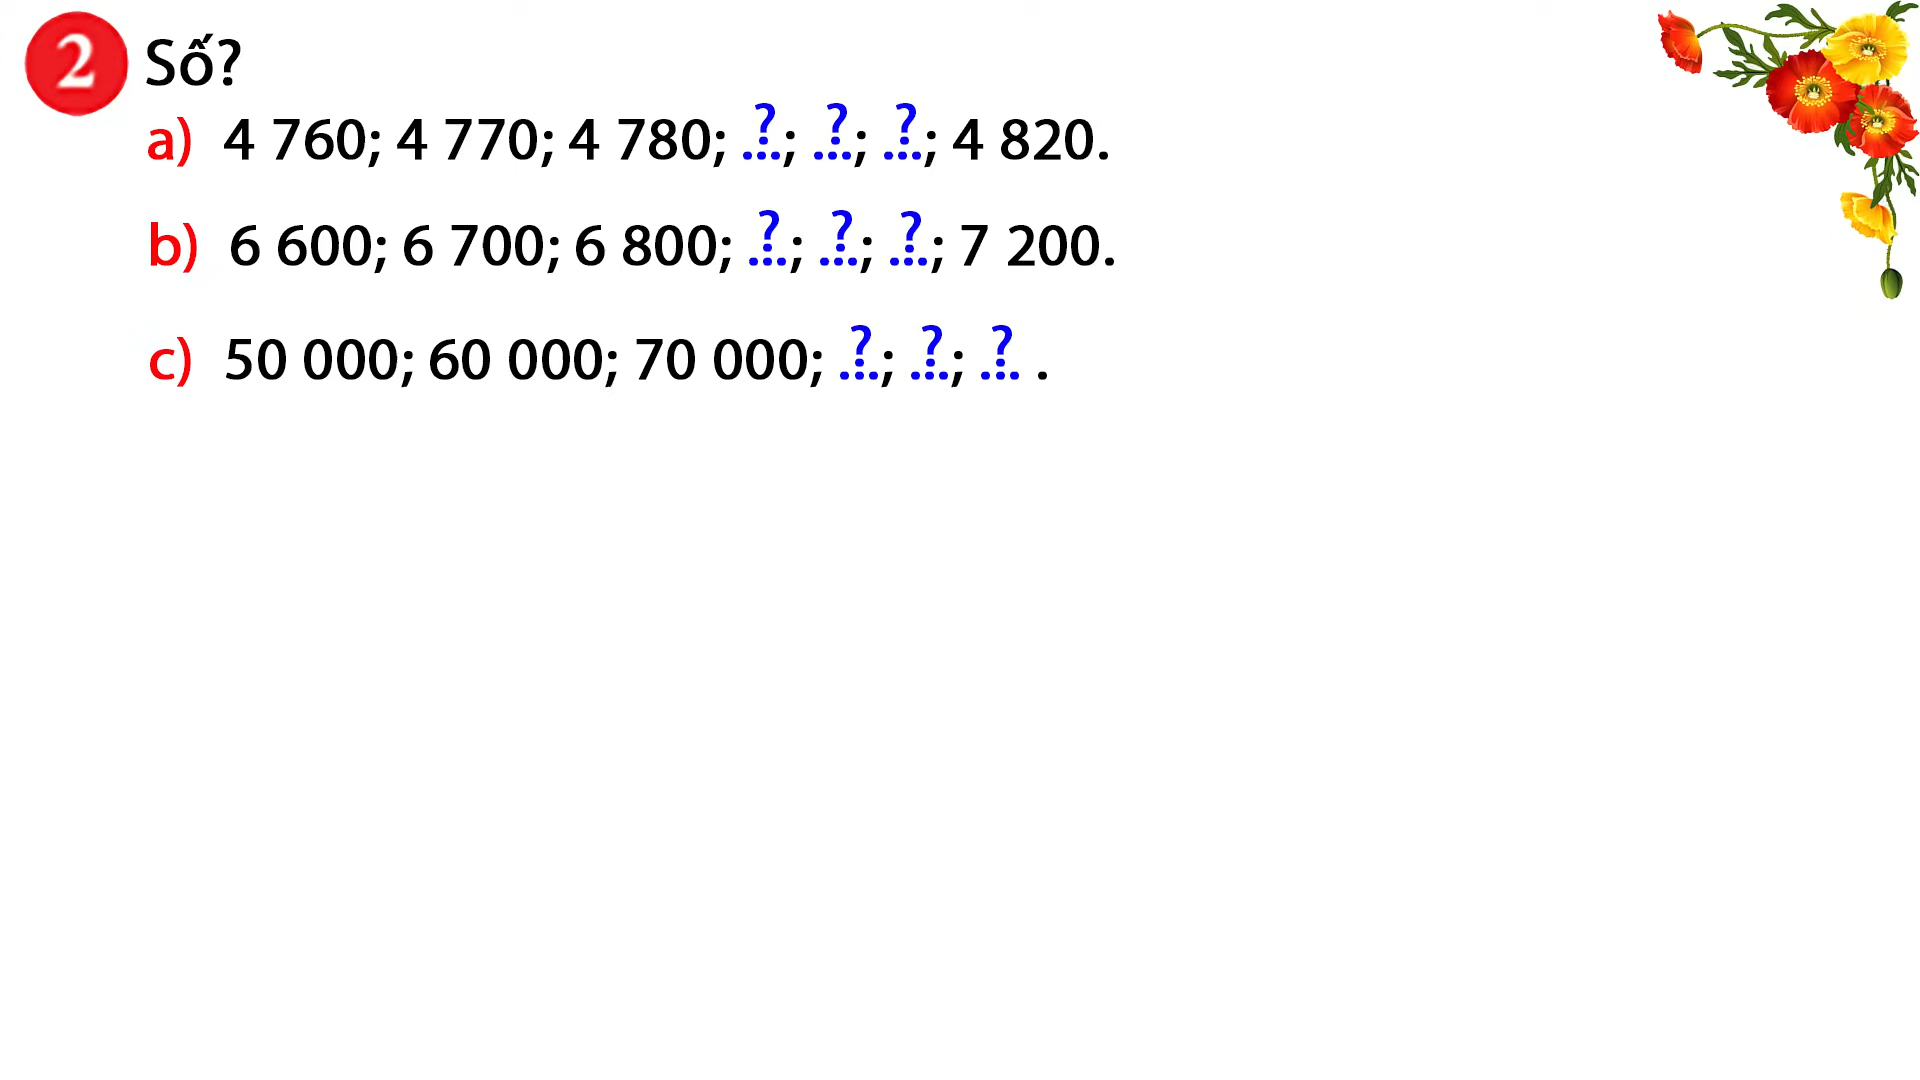 2 Số?
a) 4 760; 4 770; 4 780; ...?; ...?; ...?; 4 820.
b) 6 600; 6 700; 6 800; ...?; ...?; ...?; 7 200.
c) 50 000; 60 000; 70 000; ...?; ...?; ...? .